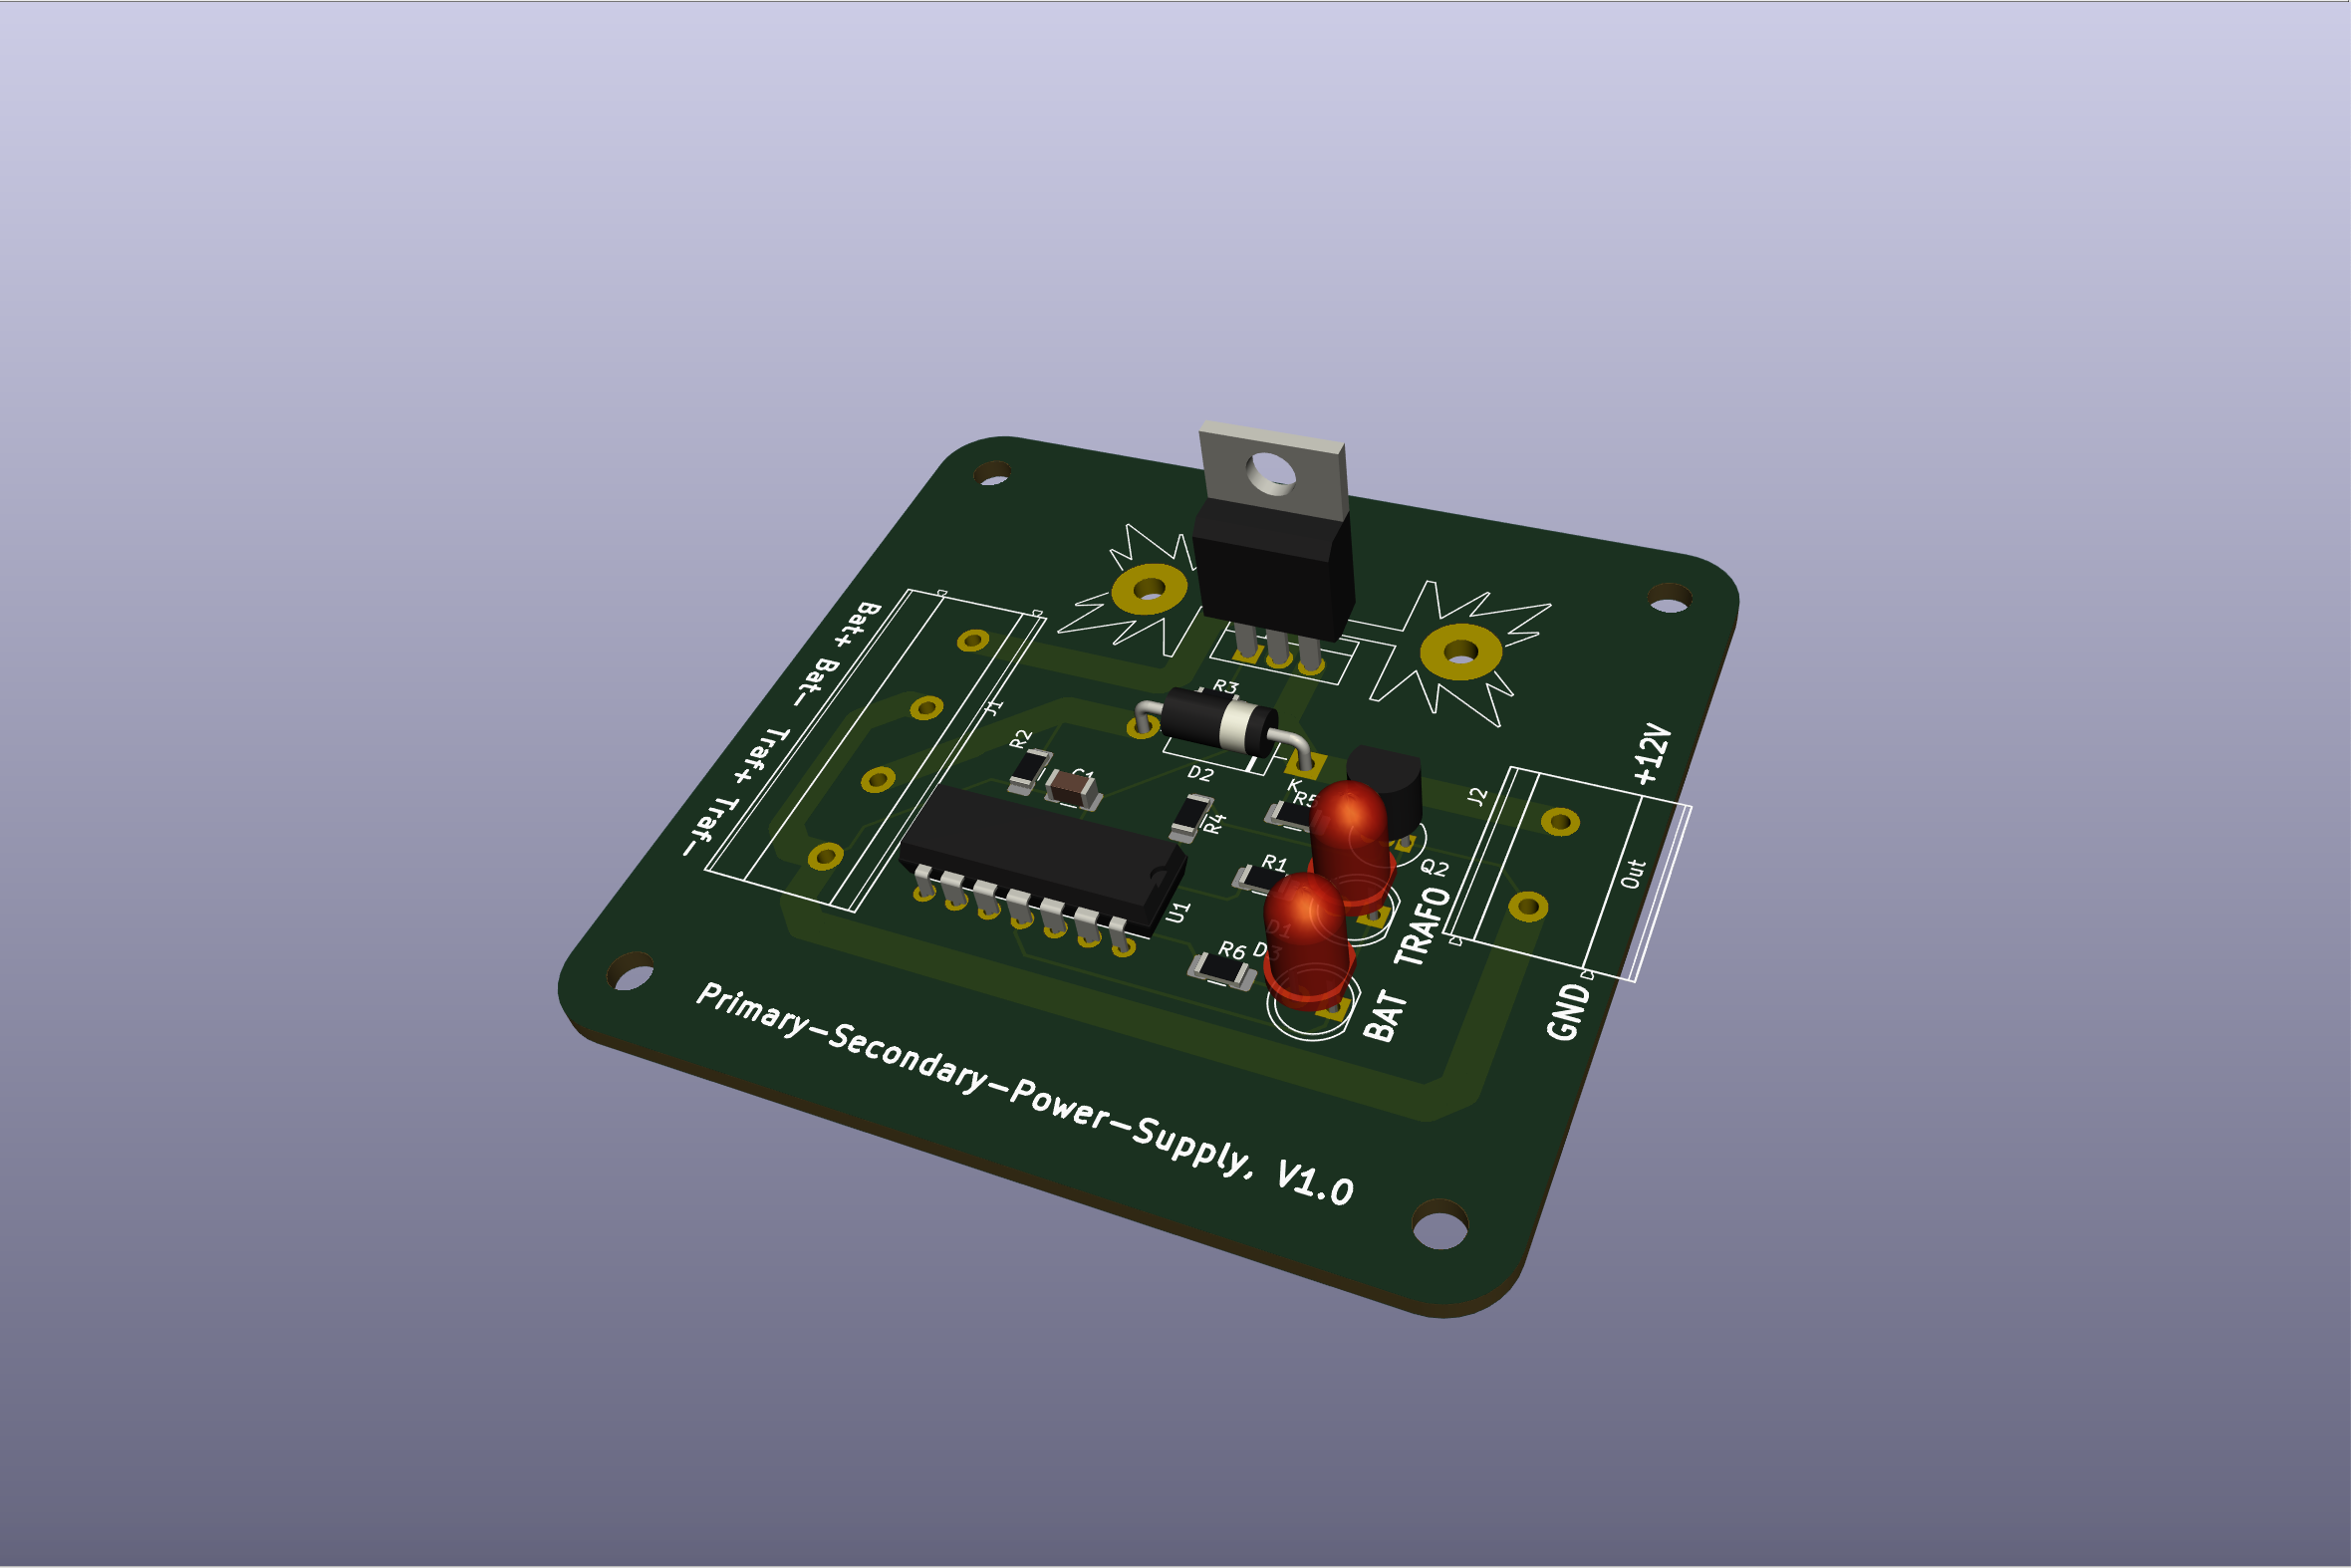 Bat+ Bat-
Traf+ Traf-
J1
R3
D2
K
R2
C1
R4
R5
R1
Q2
U1
D1
R6 D3
TRAFO
BAT
J2
Out
+12V
GND
Primary-Secondary-Power-Supply, V1.0